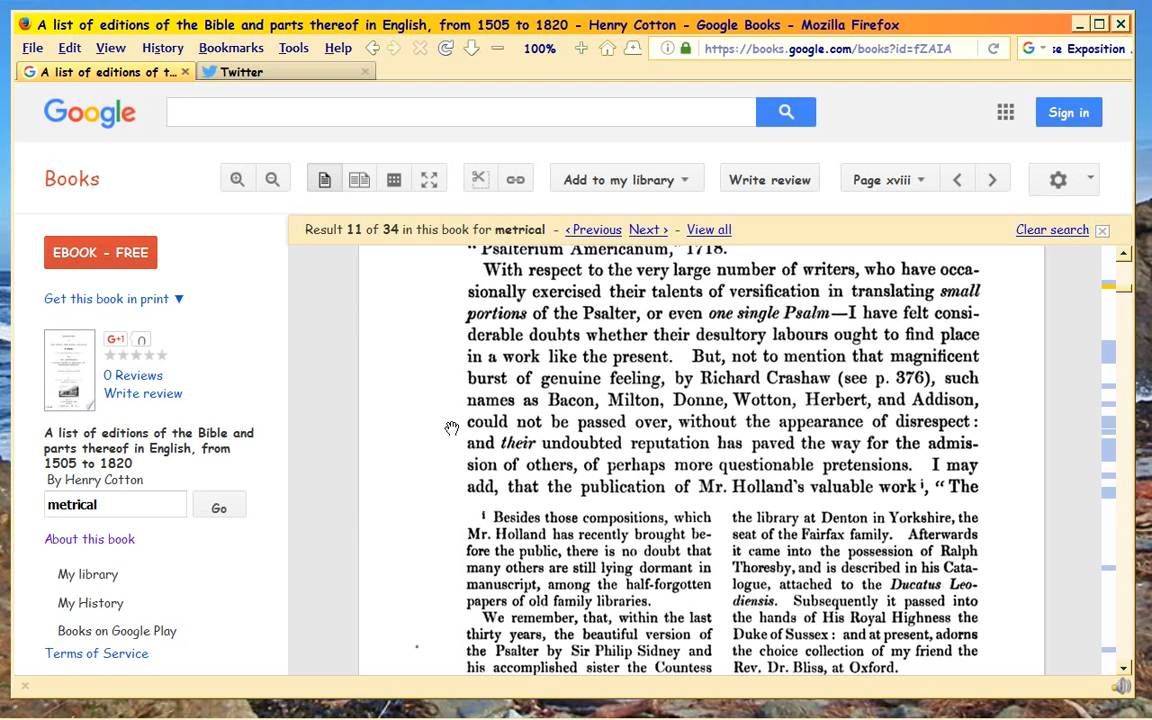 A list of editions of the Bible and parts thereof in English, from 1505 to 1820 - Henry Cotton - Google Books - Mozilla Firefox
File Edit View History Bookmarks Tools Help 100% https://books.google.com/books?id=fZAIA :e Exposition
A list of editions of t... Twitter
Google Sign in
Books Add to my library Write review Page xviii
Result 11 of 34 in this book for metrical - ‹Previous Next › - View all Clear search
EBOOK - FREE
Get this book in print ▼
G+1 0
0 Reviews
Write review
A list of editions of the Bible and
parts thereof in English, from
1505 to 1820
By Henry Cotton
metrical Go
About this book
My library
My History
Books on Google Play
Terms of Service
"Psalterium Americanum," 1718.
With respect to the very large number of writers, who have occa-
sionally exercised their talents of versification in translating small
portions of the Psalter, or even one single Psalm—I have felt consi-
derable doubts whether their desultory labours ought to find place
in a work like the present. But, not to mention that magnificent
burst of genuine feeling, by Richard Crashaw (see p. 376), such
names as Bacon, Milton, Donne, Wotton, Herbert, and Addison,
could not be passed over, without the appearance of disrespect:
and their undoubted reputation has paved the way for the admis-
sion of others, of perhaps more questionable pretensions. I may
add, that the publication of Mr. Holland's valuable work i, "The
i Besides those compositions, which
Mr. Holland has recently brought be-
fore the public, there is no doubt that
many others are still lying dormant in
manuscript, among the half-forgotten
papers of old family libraries.
We remember, that, within the last
thirty years, the beautiful version of
the Psalter by Sir Philip Sidney and
his accomplished sister the Countess
the library at Denton in Yorkshire, the
seat of the Fairfax family. Afterwards
it came into the possession of Ralph
Thoresby, and is described in his Cata-
logue, attached to the Ducatus Leo-
diensis. Subsequently it passed into
the hands of His Royal Highness the
Duke of Sussex: and at present, adorns
the choice collection of my friend the
Rev. Dr. Bliss, at Oxford.